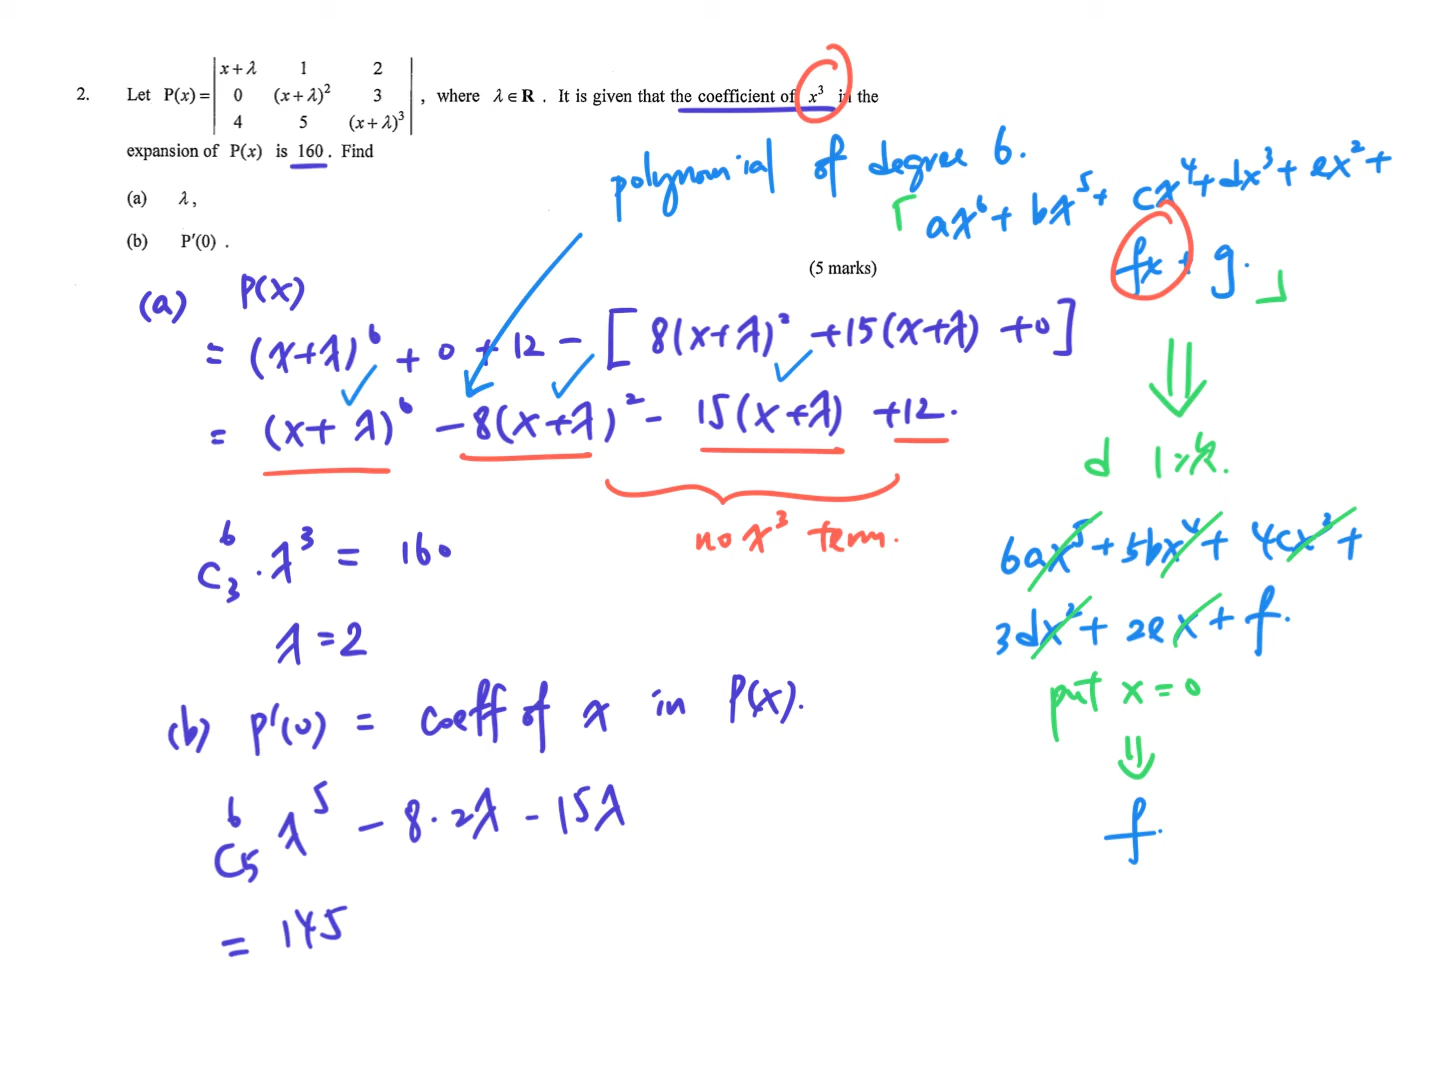 2. Let P(x) = | x+λ 1 2 |
| 0 (x+λ)² 3 |
| 4 5 (x+λ)³ | , where λ∈R . It is given that the coefficient of x³ in the
expansion of P(x) is 160 . Find
(a) λ ,
(b) P′(0) .
(5 marks)
polynomial of degree 6.
「ax⁶ + bx⁵ + cx⁴ + dx³ + ex² +
fx + g.」
(a) P(x)
= (x+λ)⁶ + 0 + 12 - [8(x+λ)² + 15(x+λ) + 0]
= (x+λ)⁶ - 8(x+λ)² - 15(x+λ) + 12.
no x³ term.
₆C₃ · λ³ = 160
λ = 2
(b) P'(0) = coeff of x in P(x).
₆C₅ λ⁵ - 8·2λ - 15λ
= 145
6ax⁵ + 5bx⁴ + 4cx³ +
3dx² + 2ex + f.
put x = 0
f.